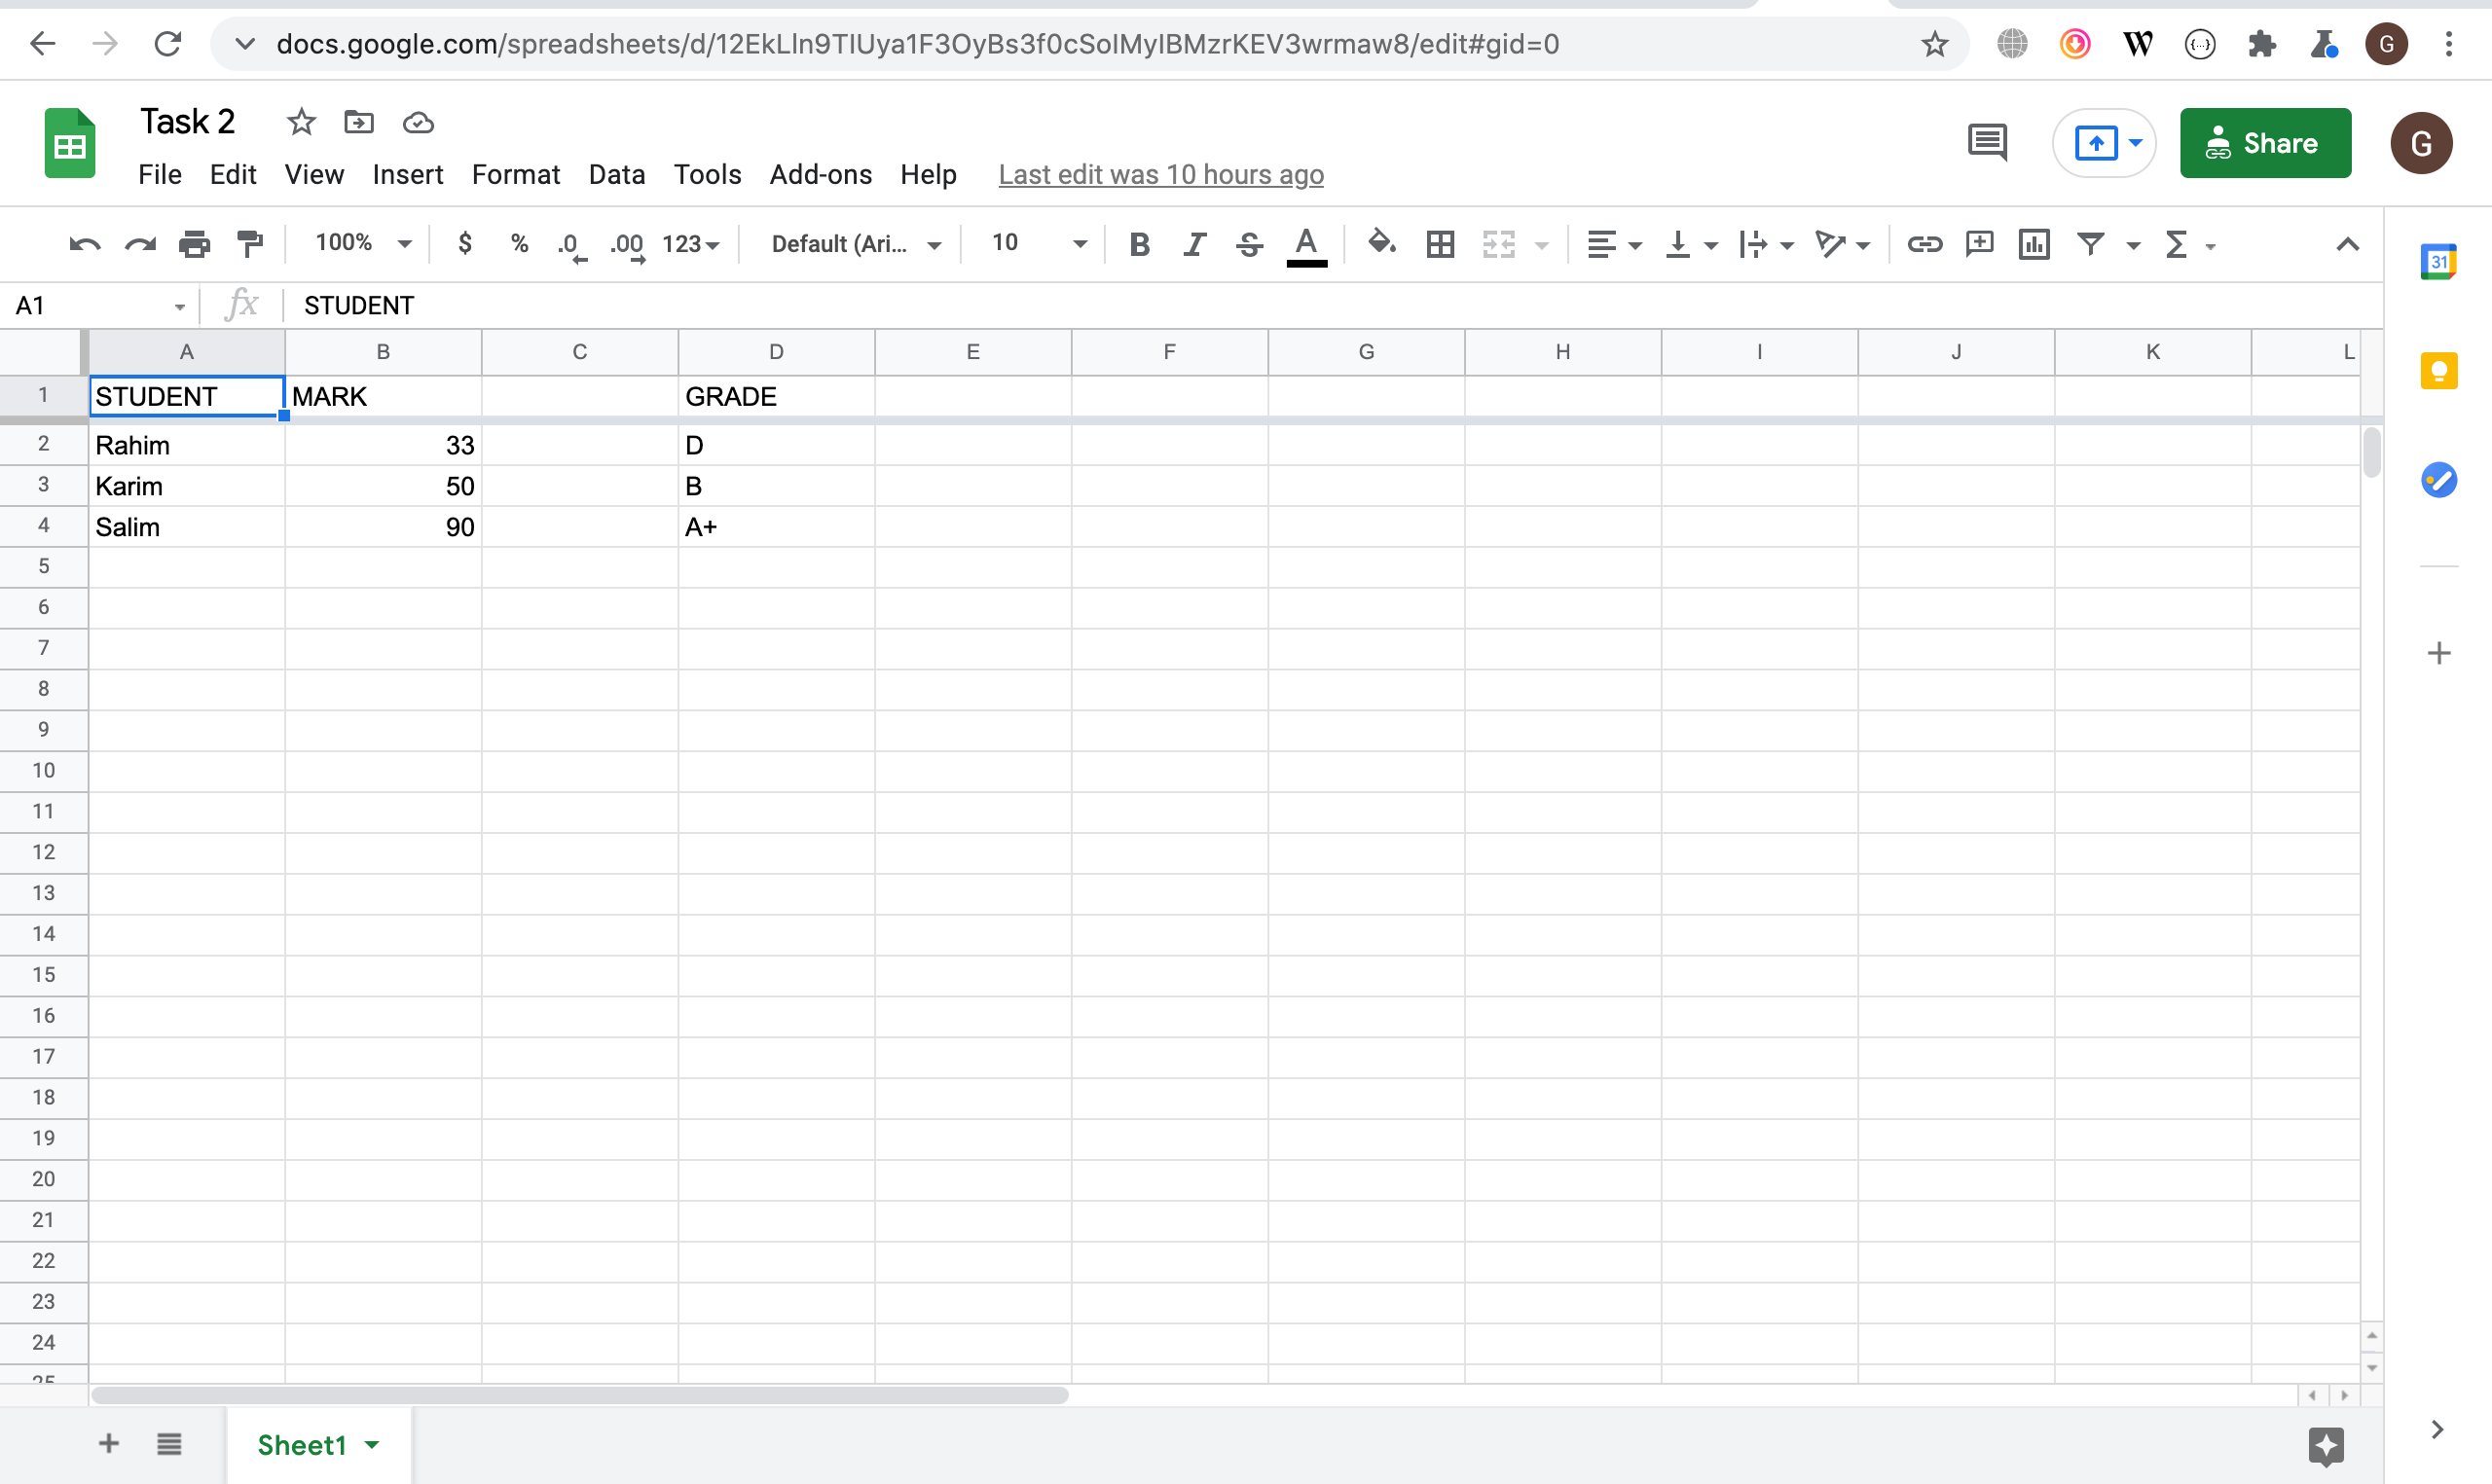 docs.google.com/spreadsheets/d/12EkLln9TIUya1F3OyBs3f0cSolMyIBMzrKEV3wrmaw8/edit#gid=0
W {...} G
Task 2
File Edit View Insert Format Data Tools Add-ons Help Last edit was 10 hours ago
Share G
100% $ % .0 .00 123 Default (Ari... 10 B I S A Σ
31
A1 fx STUDENT
A B C D E F G H I J K L
1 STUDENT MARK GRADE
2 Rahim 33 D
3 Karim 50 B
4 Salim 90 A+
5
6
7
8
9
10
11
12
13
14
15
16
17
18
19
20
21
22
23
24
25
Sheet1